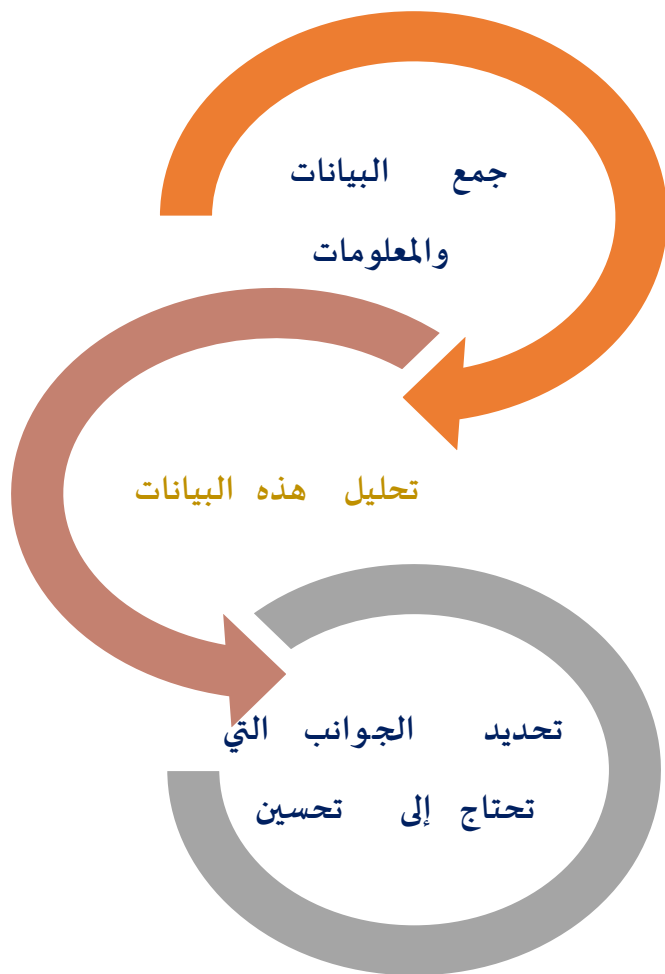 جمع البيانات
والمعلومات
تحليل هذه البيانات
تحديد الجوانب التي
تحتاج إلى تحسين